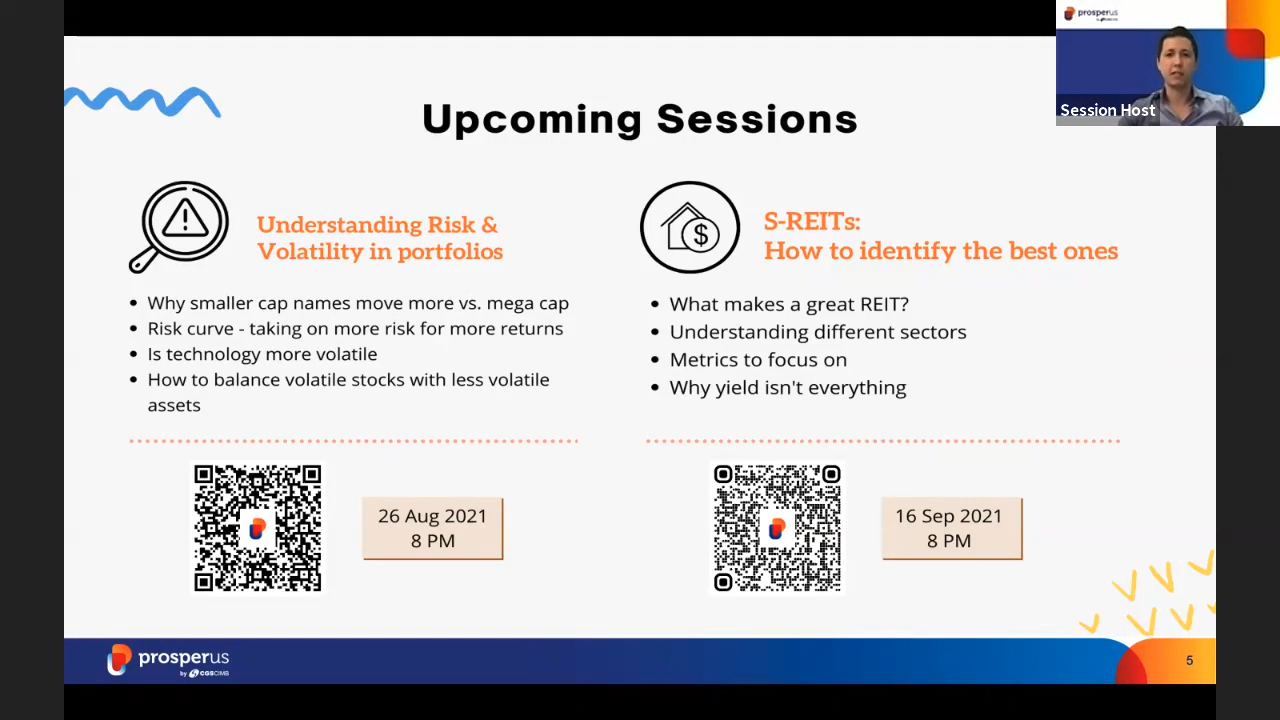 prosperus
Session Host
Upcoming Sessions
Understanding Risk &
Volatility in portfolios
• Why smaller cap names move more vs. mega cap
• Risk curve - taking on more risk for more returns
• Is technology more volatile
• How to balance volatile stocks with less volatile
assets
26 Aug 2021
8 PM
S-REITs:
How to identify the best ones
• What makes a great REIT?
• Understanding different sectors
• Metrics to focus on
• Why yield isn't everything
16 Sep 2021
8 PM
prosperus
by CGS CIMB
5